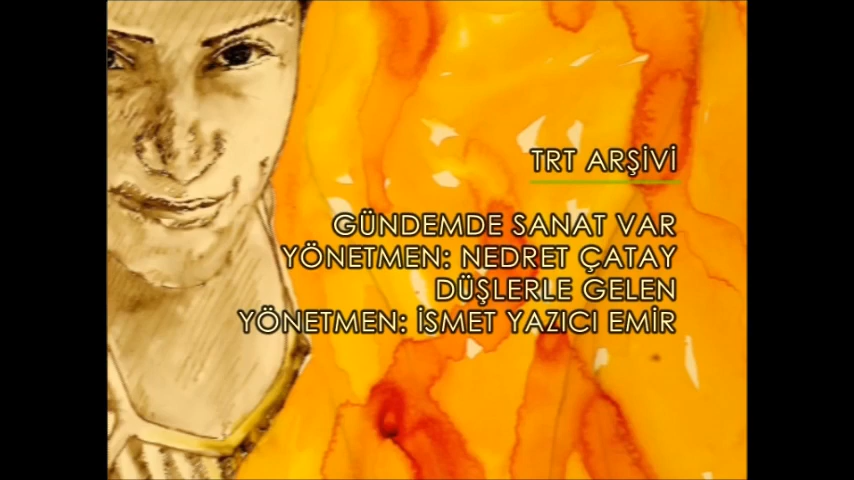 TRT ARŞİVİ
GÜNDEMDE SANAT VAR
YÖNETMEN: NEDRET ÇATAY
DÜŞLERLE GELEN
YÖNETMEN: İSMET YAZICI EMİR